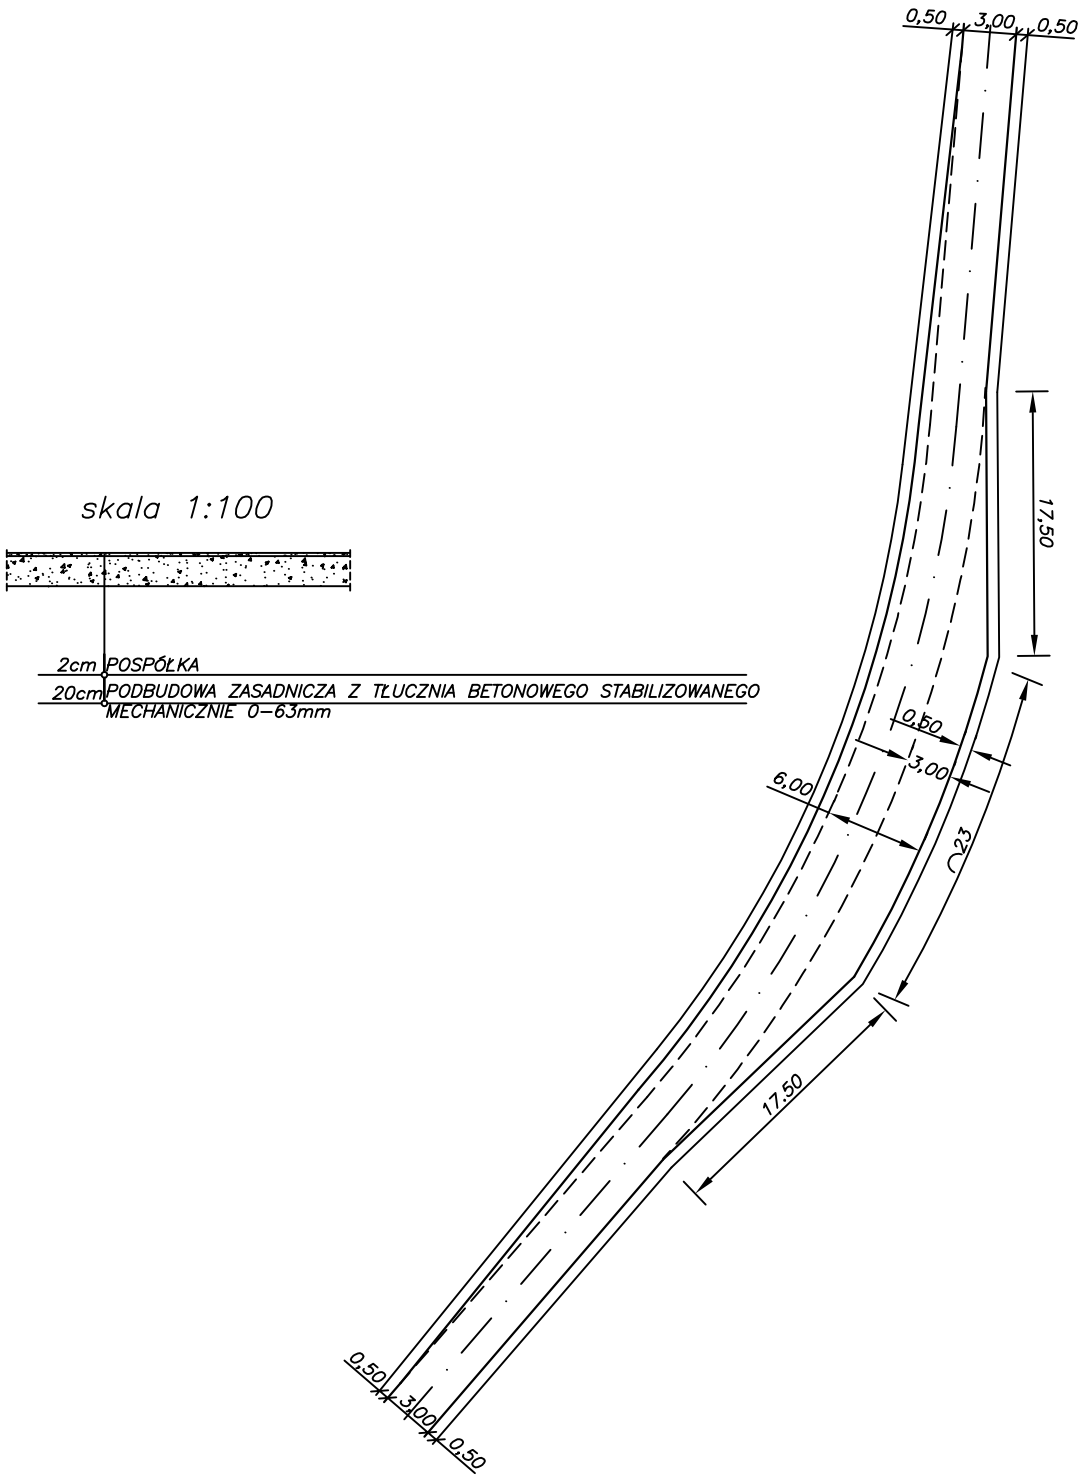 0,50 3,00 0,50
17,50
skala 1:100
2cm POSPÓŁKA
20cm PODBUDOWA ZASADNICZA Z TŁUCZNIA BETONOWEGO STABILIZOWANEGO
MECHANICZNIE 0-63mm
0,50
3,00
6,00
23
17,50
0,50
3,00
0,50